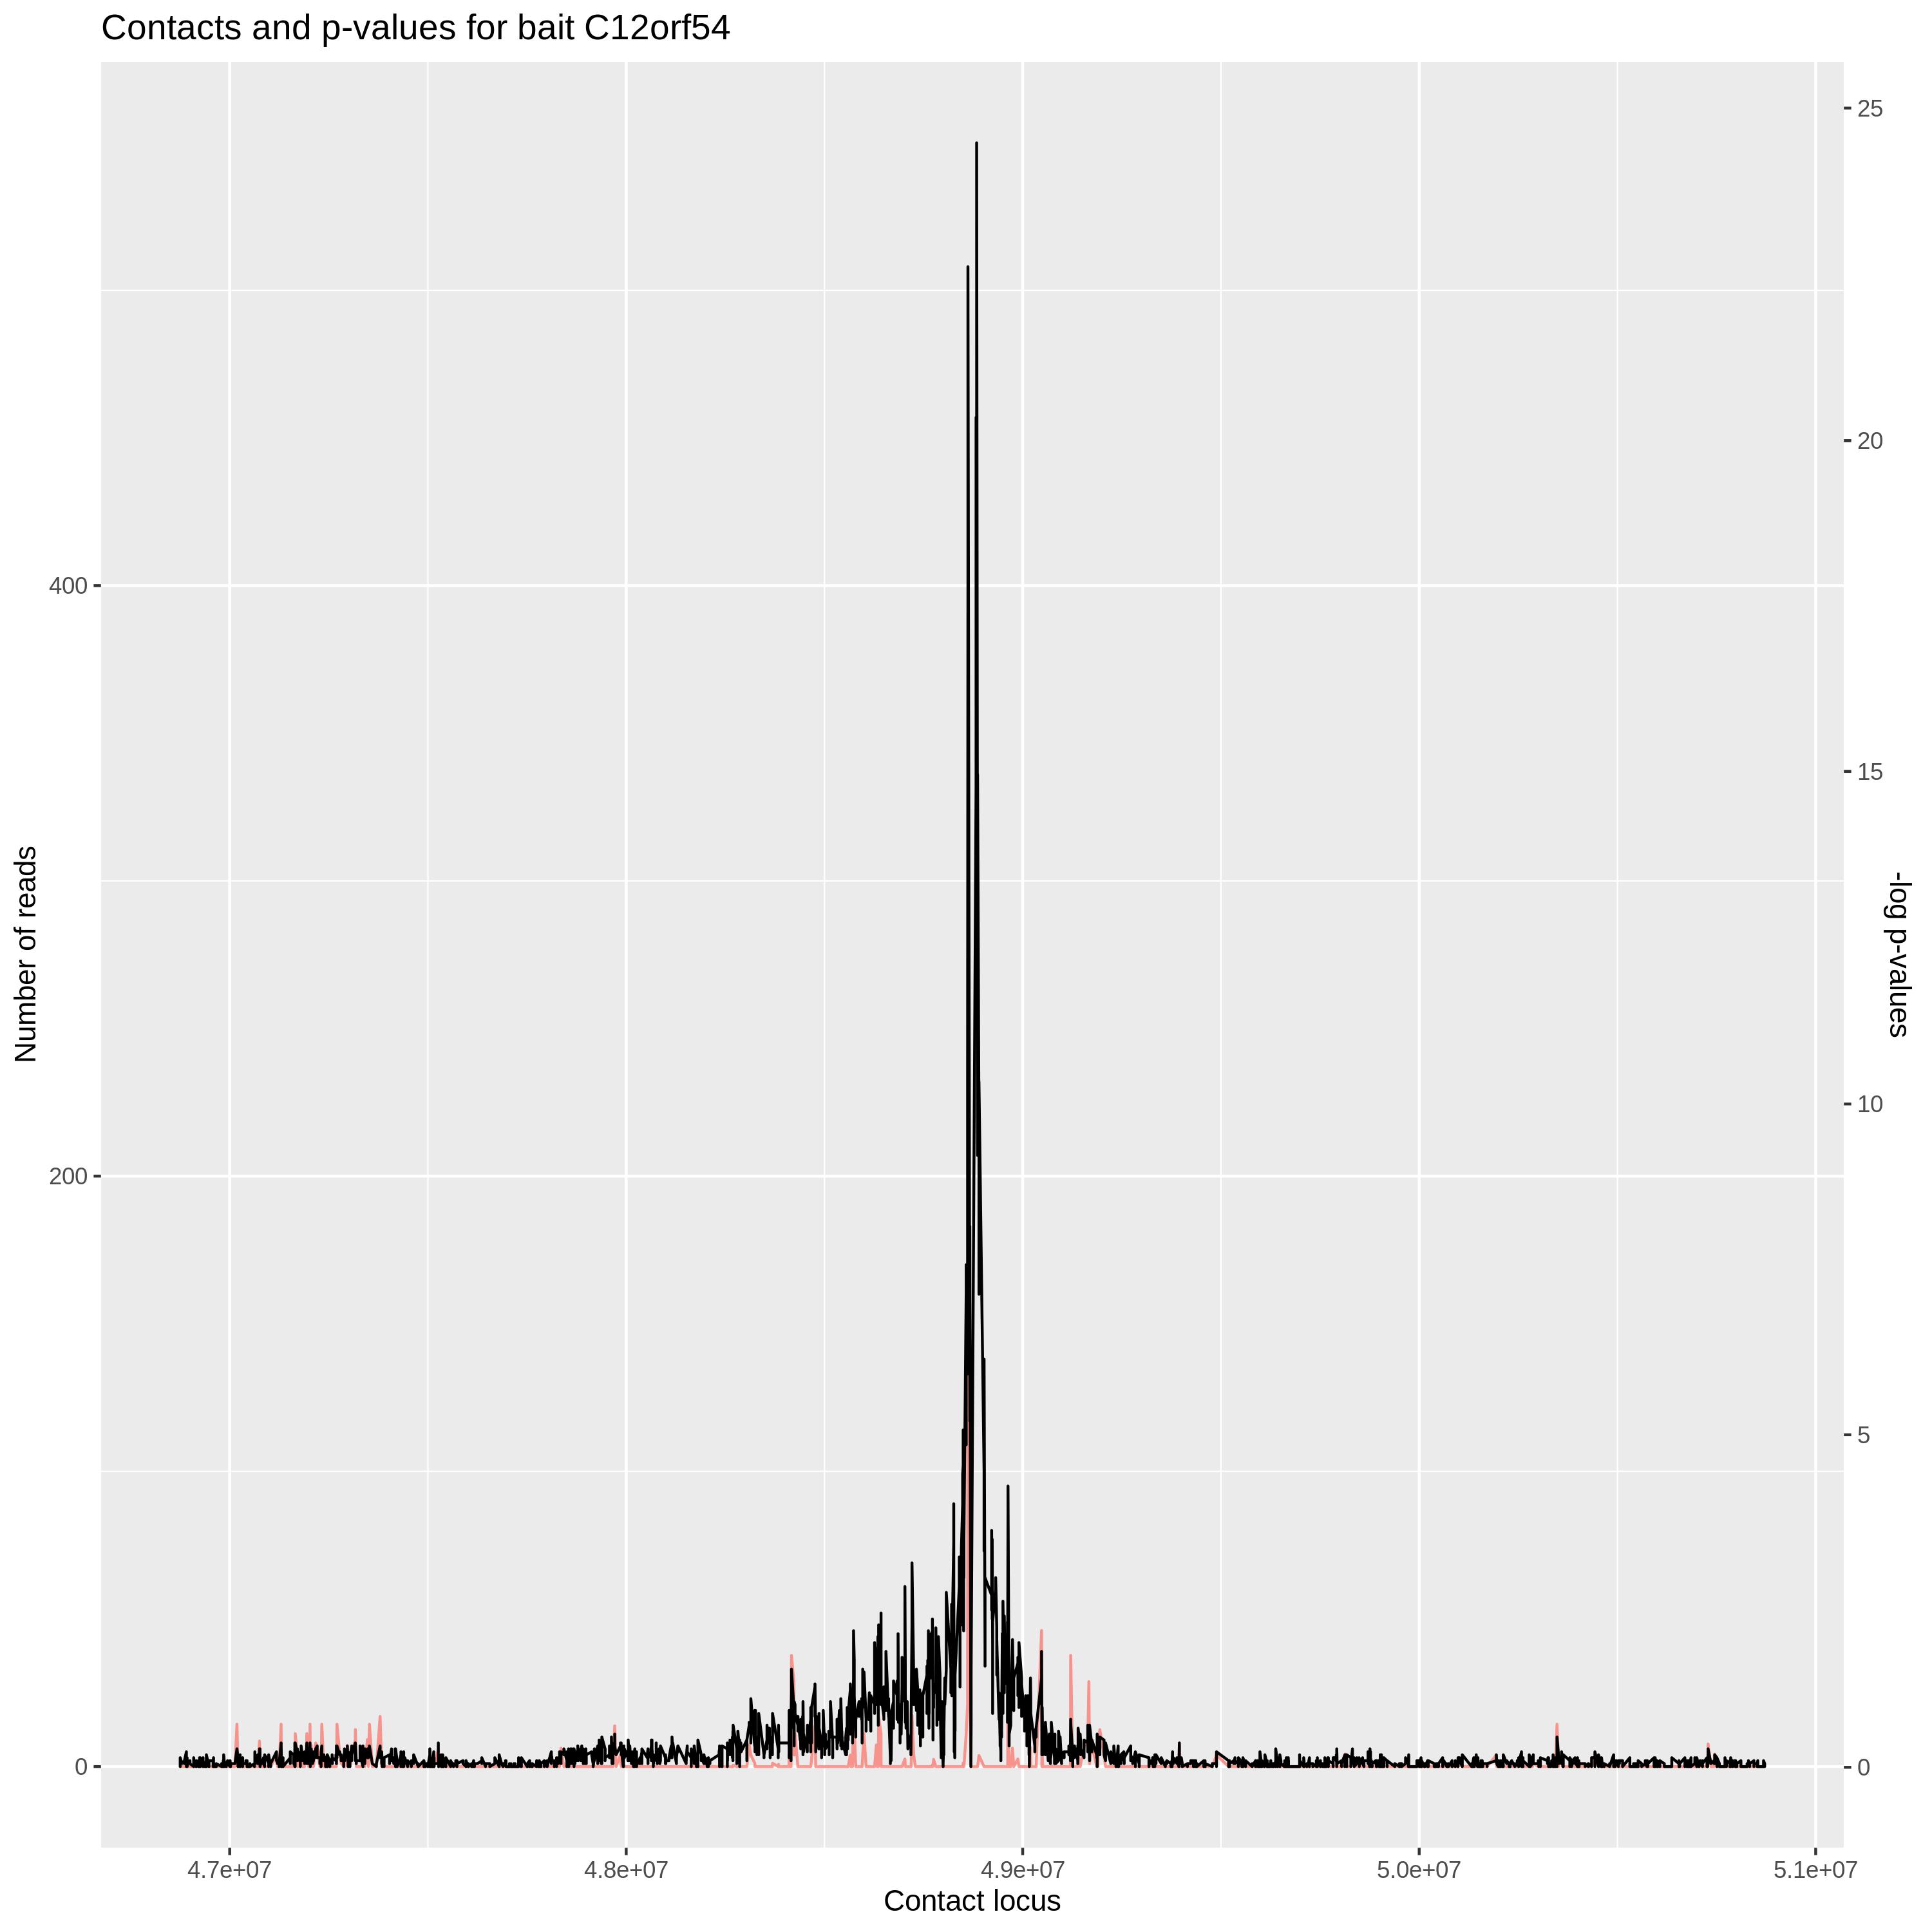 Contacts and p-values for bait C12orf54
Number of reads
400
200
0
25
20
15
10
5
0
-log p-values
4.7e+07 4.8e+07 4.9e+07 5.0e+07 5.1e+07
Contact locus